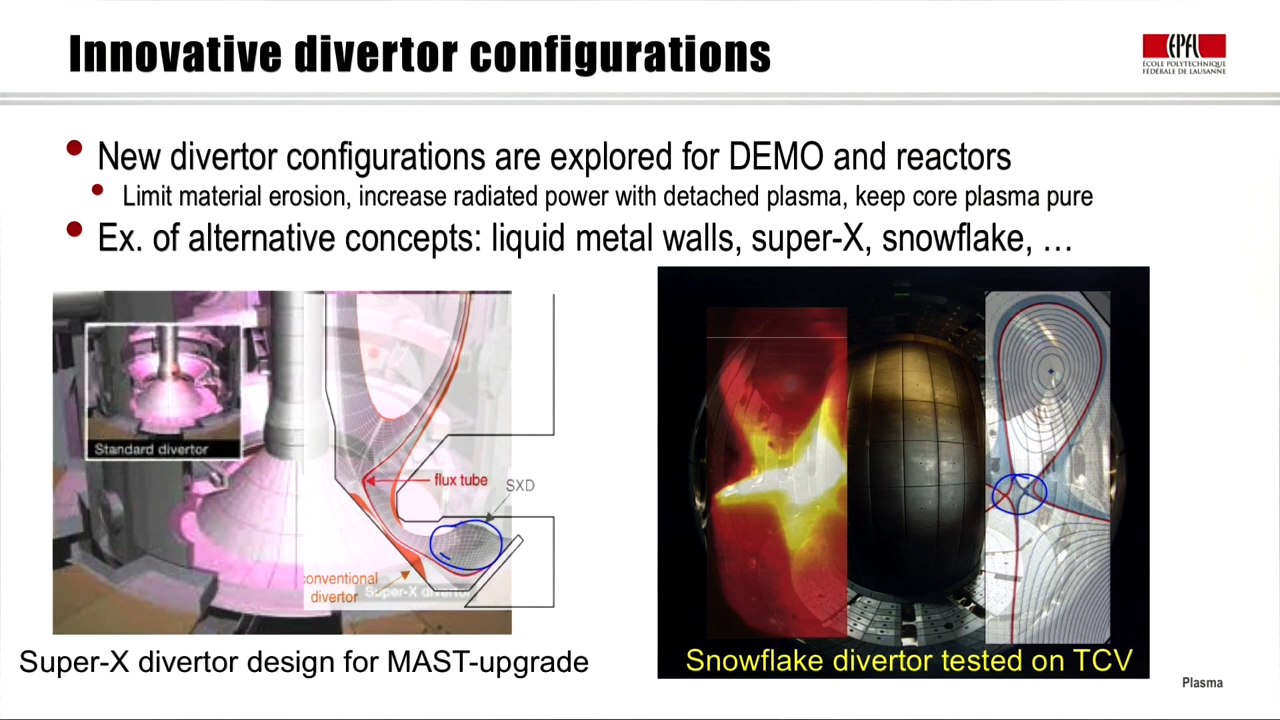 Innovative divertor configurations
EPFL
ÉCOLE POLYTECHNIQUE
FÉDÉRALE DE LAUSANNE
• New divertor configurations are explored for DEMO and reactors
• Limit material erosion, increase radiated power with detached plasma, keep core plasma pure
• Ex. of alternative concepts: liquid metal walls, super-X, snowflake, …
Standard divertor
flux tube
SXD
conventional
divertor
Super-X divertor
Super-X divertor design for MAST-upgrade
Snowflake divertor tested on TCV
Plasma